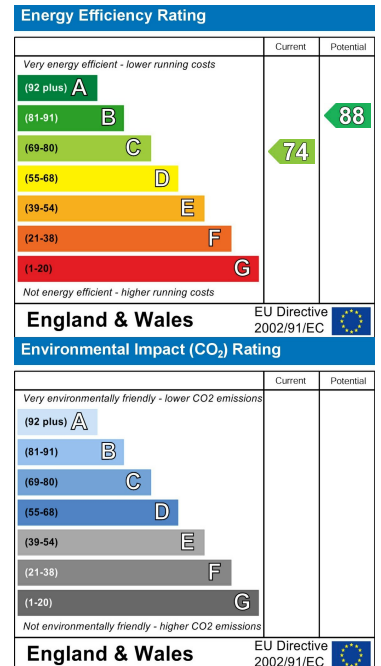 Energy Efficiency Rating
Current Potential
Very energy efficient - lower running costs
(92 plus) A
(81-91) B 88
(69-80) C 74
(55-68) D
(39-54) E
(21-38) F
(1-20) G
Not energy efficient - higher running costs
England & Wales EU Directive
2002/91/EC
Environmental Impact (CO₂) Rating
Current Potential
Very environmentally friendly - lower CO2 emissions
(92 plus) A
(81-91) B
(69-80) C
(55-68) D
(39-54) E
(21-38) F
(1-20) G
Not environmentally friendly - higher CO2 emissions
England & Wales EU Directive
2002/91/EC